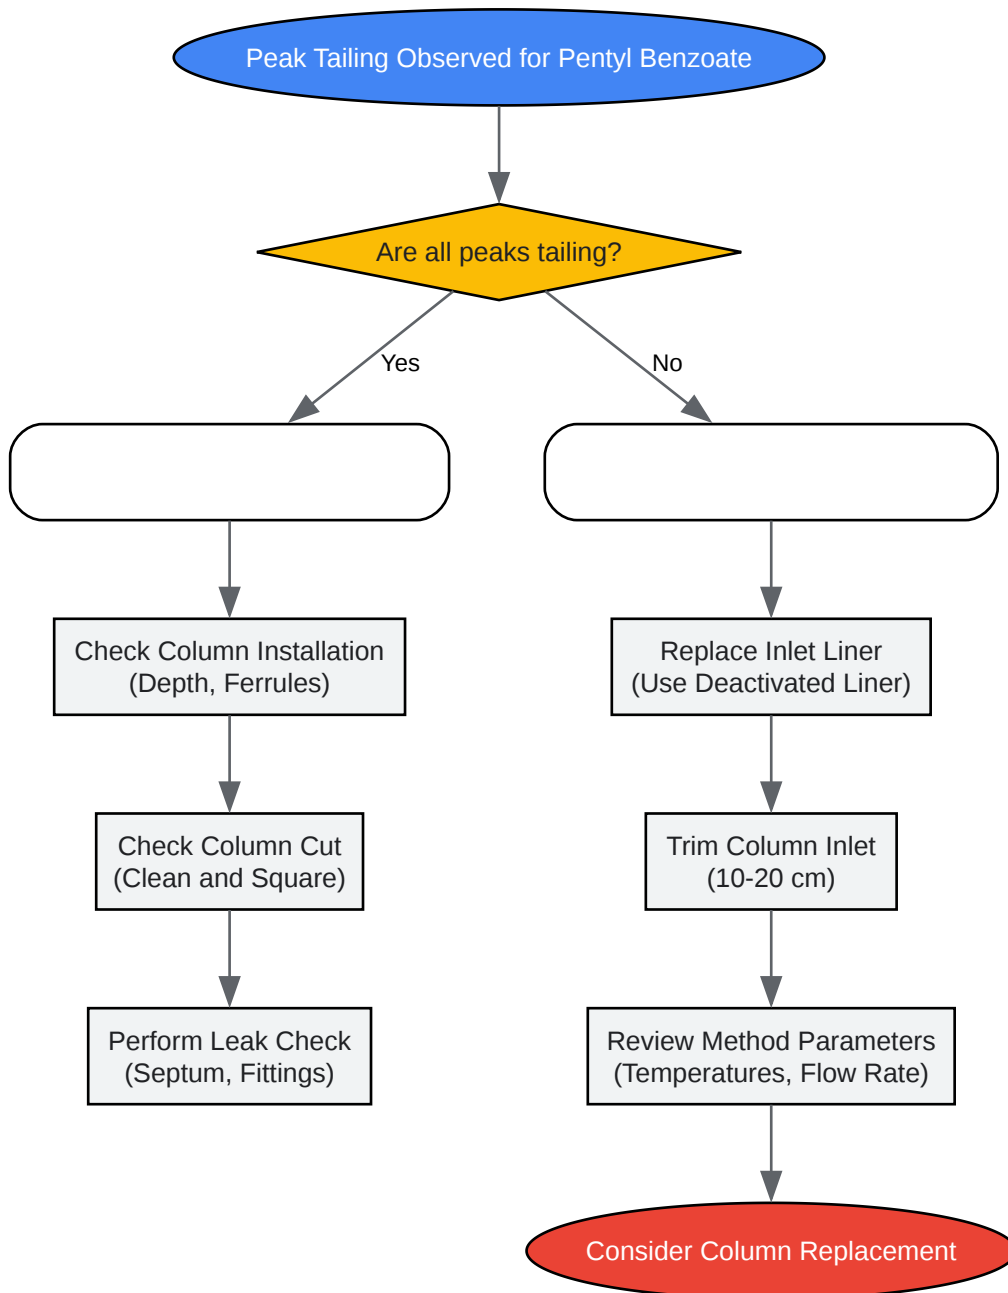 Peak Tailing Observed for Pentyl Benzoate
Are all peaks tailing?
Yes
No
Check Column Installation
(Depth, Ferrules)
Replace Inlet Liner
(Use Deactivated Liner)
Check Column Cut
(Clean and Square)
Trim Column Inlet
(10-20 cm)
Perform Leak Check
(Septum, Fittings)
Review Method Parameters
(Temperatures, Flow Rate)
Consider Column Replacement